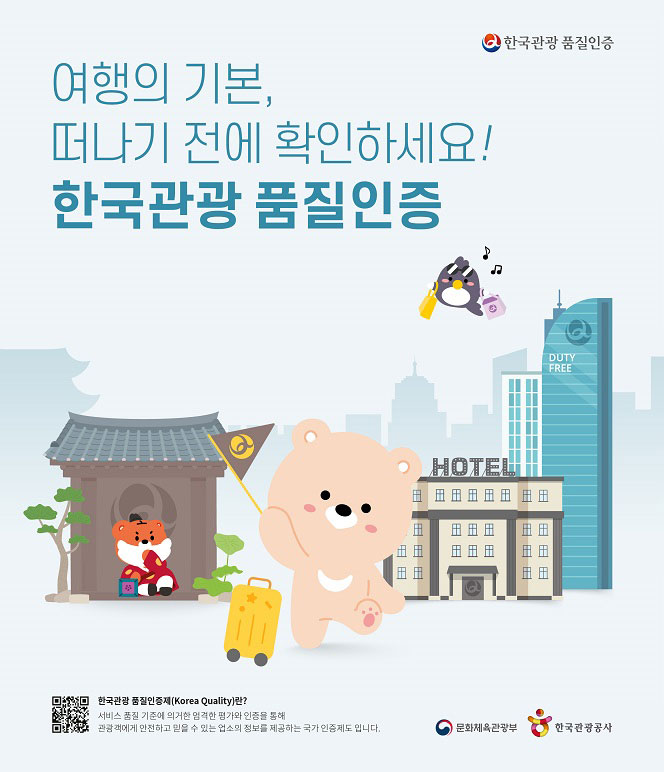 한국관광 품질인증
여행의 기본,
떠나기 전에 확인하세요!
한국관광 품질인증
DUTY
FREE
HOTEL
한국관광 품질인증제(Korea Quality)란?
서비스 품질 기준에 의거한 엄격한 평가와 인증을 통해
관광객에게 안전하고 믿을 수 있는 업소의 정보를 제공하는 국가 인증제도 입니다.
문화체육관광부
한국관광공사